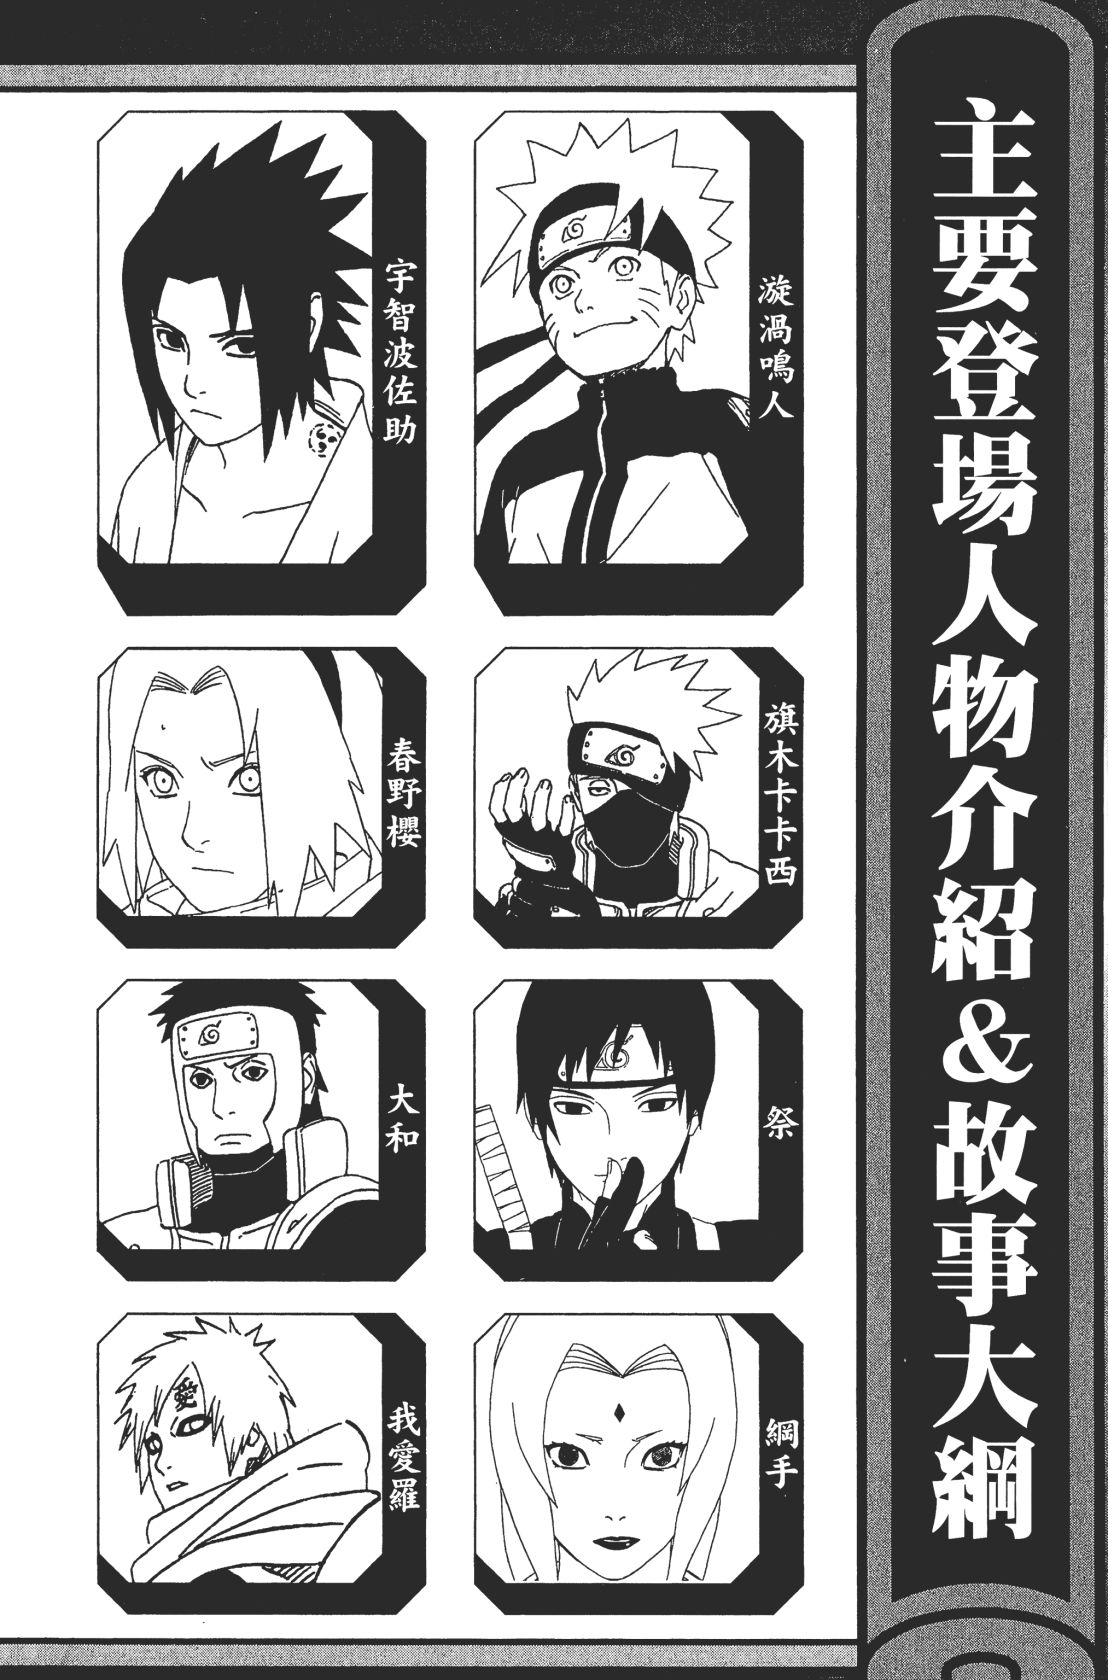 主要登場人物介紹&故事大綱
漩渦鳴人
宇智波佐助
旗木卡卡西
春野櫻
祭
大和
綱手
我愛羅
愛